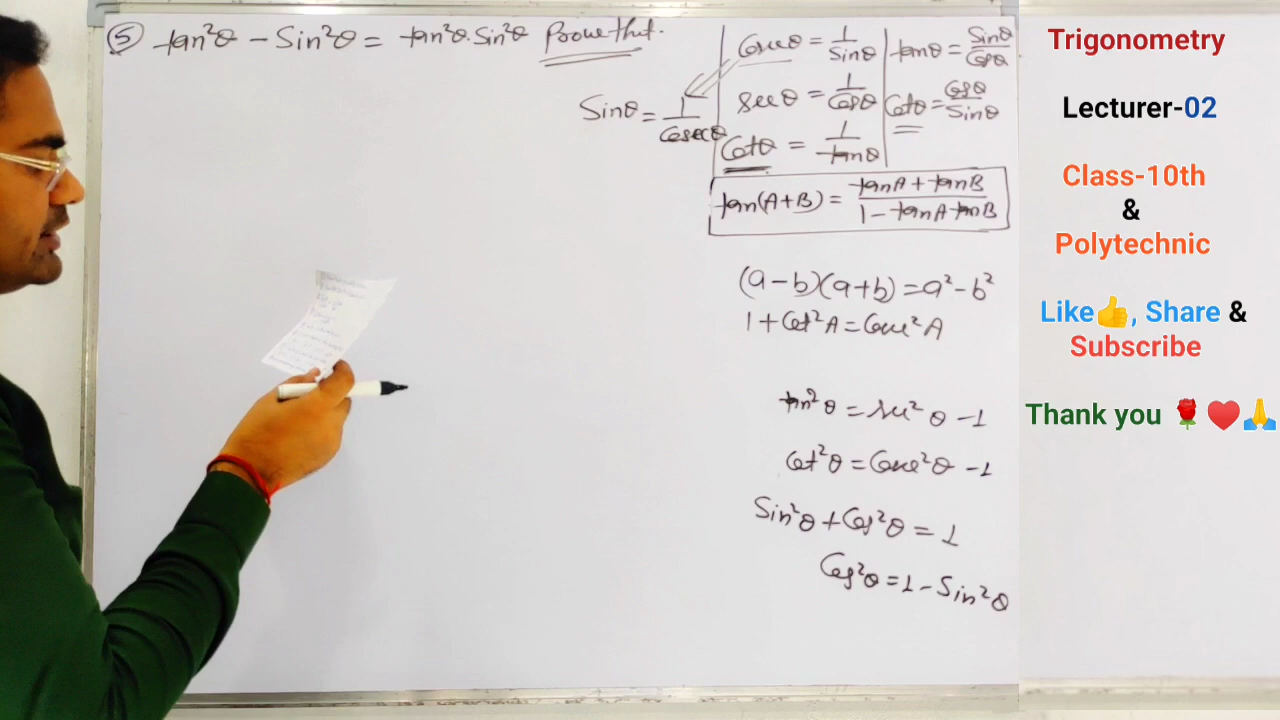 ⑤ tan²θ - Sin²θ = tan²θ. Sin²θ Prove that.
Cosecθ = 1/Sinθ
secθ = 1/Cosθ
Cotθ = 1/tanθ
tanθ = Sinθ/Cosθ
Cotθ = Cosθ/Sinθ
Sinθ = 1/Cosecθ
tan(A+B) = tanA + tanB / 1 - tanA tanB
(a-b)(a+b) = a² - b²
1 + Cot²A = Cosec²A
tan²θ = sec²θ - 1
Cot²θ = Cosec²θ - 1
Sin²θ + Cos²θ = 1
Cos²θ = 1 - Sin²θ
Trigonometry
Lecturer-02
Class-10th
&
Polytechnic
Like👍, Share &
Subscribe
Thank you 🌹❤️🙏